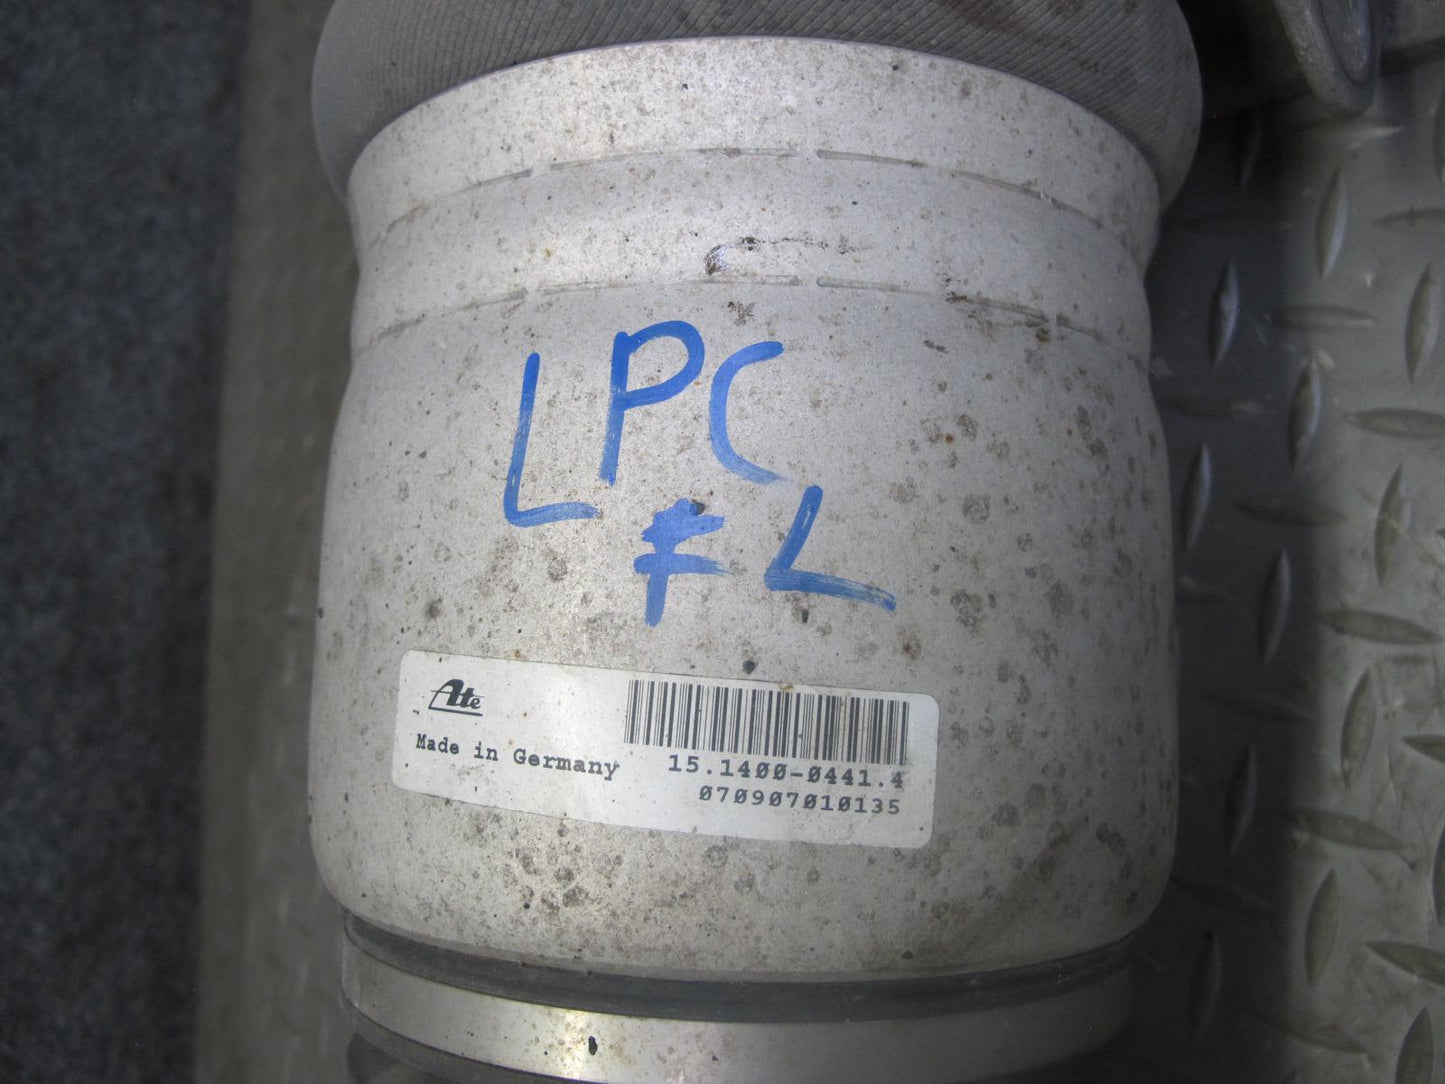 LPC
FL
Ate
Made in Germany
15.1400-0441.4
070907010135